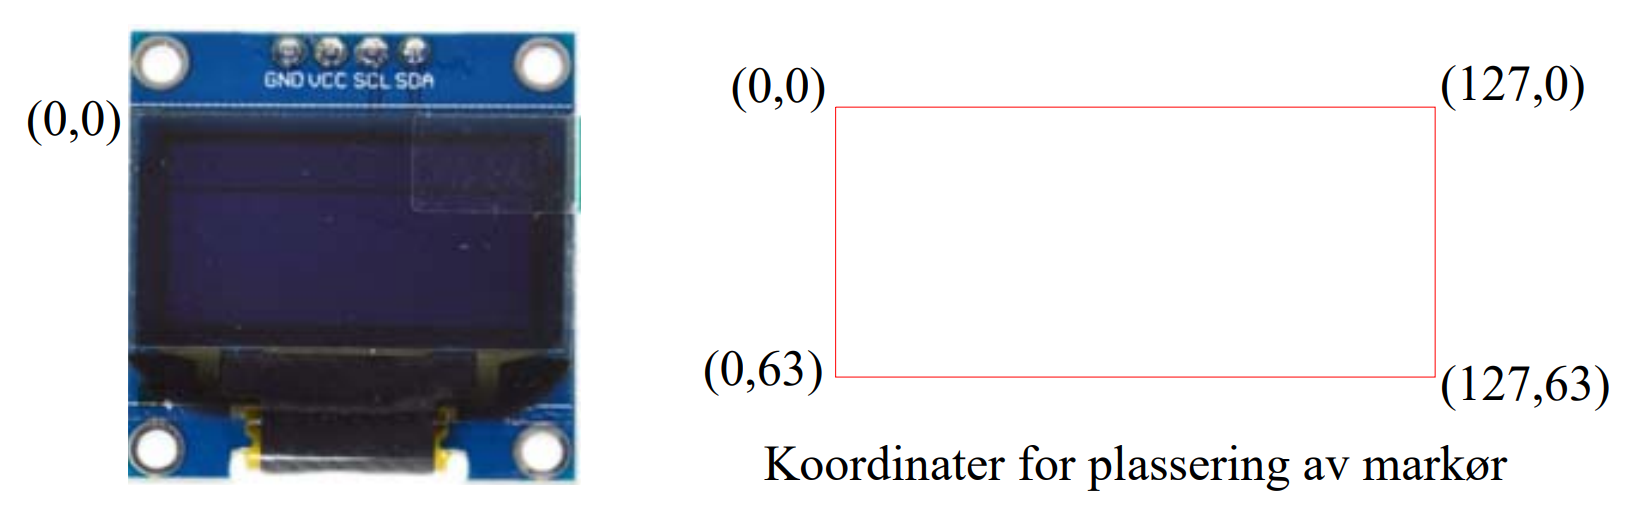 GND VCC SCL SDA
(0,0)
(0,0)
(127,0)
(0,63)
(127,63)
Koordinater for plassering av markør